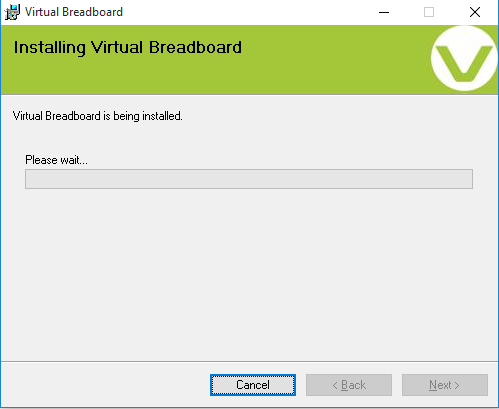 Virtual Breadboard
Installing Virtual Breadboard
Virtual Breadboard is being installed.
Please wait...
Cancel
< Back
Next >